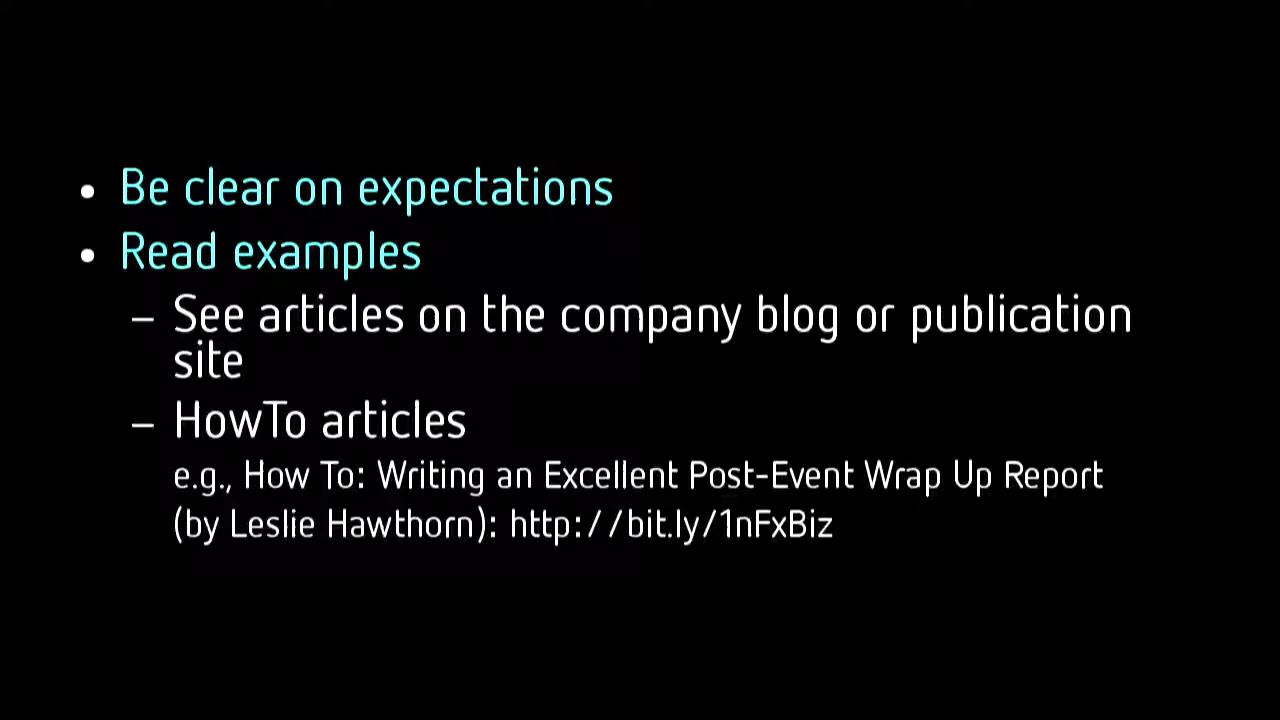 • Be clear on expectations
• Read examples
– See articles on the company blog or publication
site
– HowTo articles
e.g., How To: Writing an Excellent Post-Event Wrap Up Report
(by Leslie Hawthorn): http://bit.ly/1nFxBiz